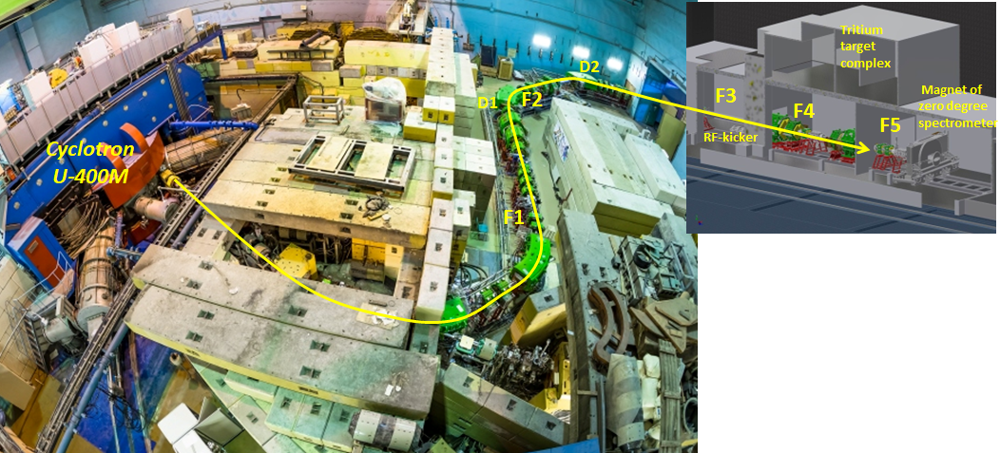 Cyclotron
U-400M
F1
D1
F2
D2
F3
RF-kicker
F4
Tritium
target
complex
F5
Magnet of
zero degree
spectrometer